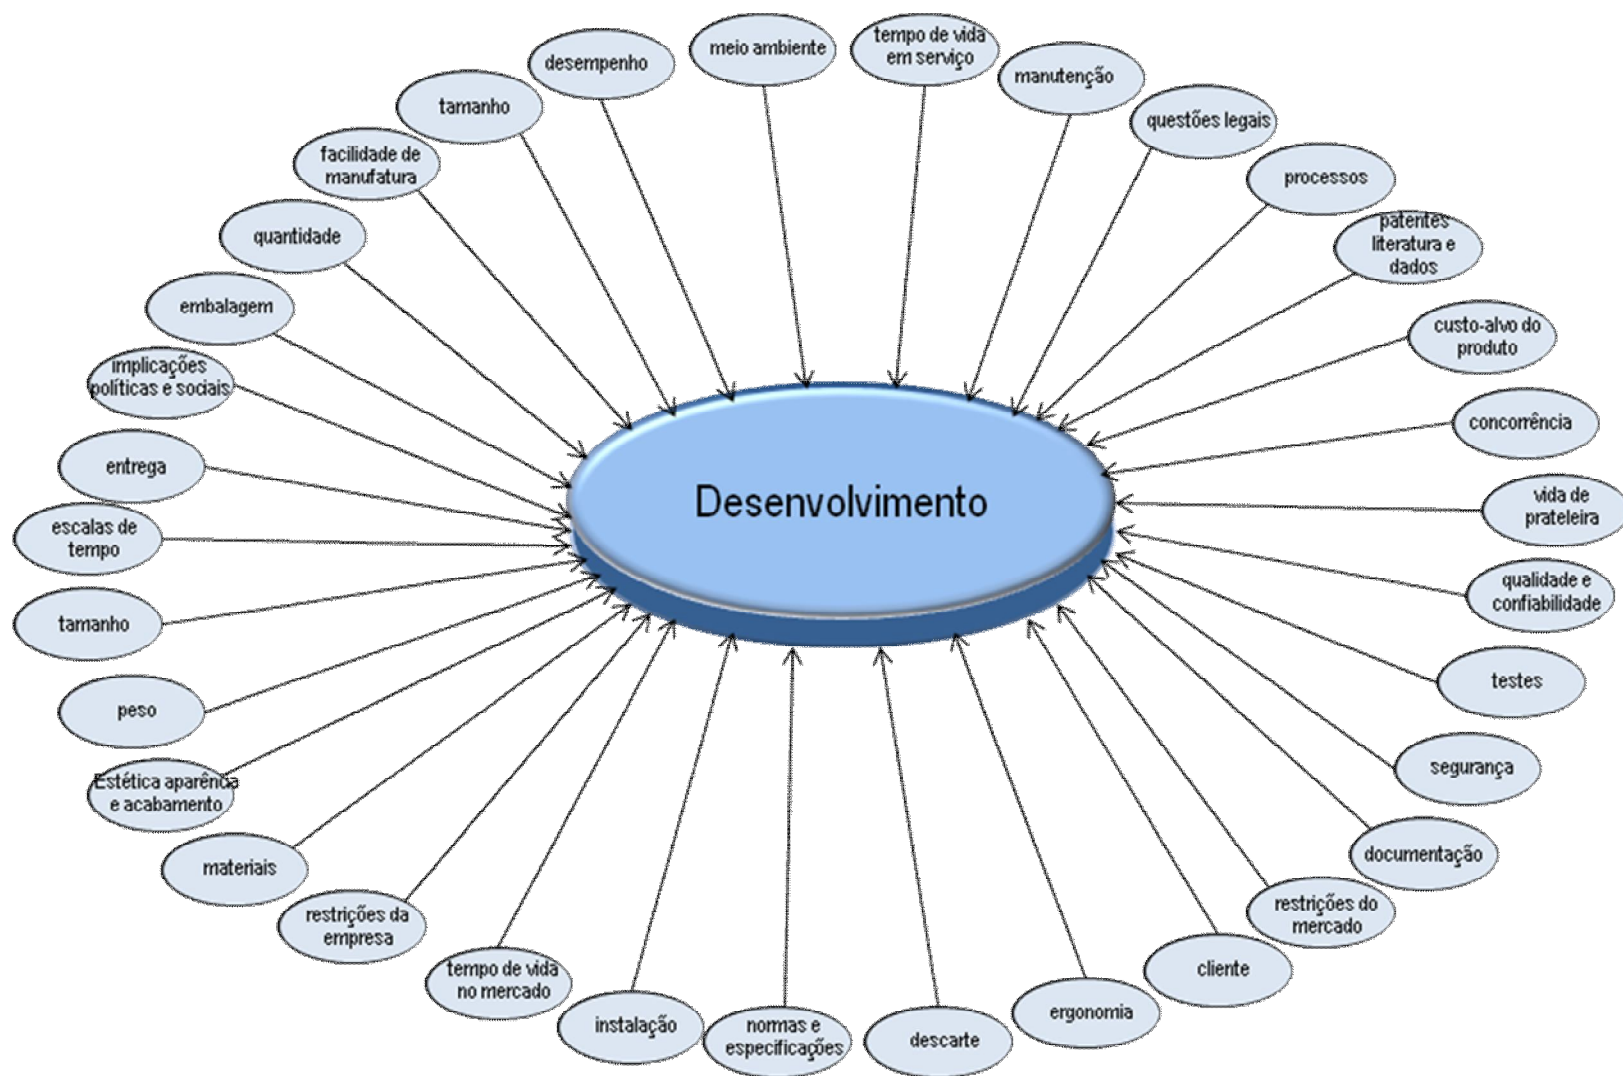 meio ambiente
tempo de vida
em serviço
manutenção
questões legais
processos
patentes
literatura e
dados
custo-alvo do
produto
concorrência
vida de
prateleira
qualidade e
confiabilidade
testes
segurança
documentação
restrições do
mercado
cliente
ergonomia
descarte
normas e
especificações
instalação
tempo de vida
no mercado
restrições da
empresa
materiais
Estética aparência
e acabamento
peso
tamanho
escalas de
tempo
entrega
implicações
políticas e sociais
embalagem
quantidade
facilidade de
manufatura
tamanho
desempenho
Desenvolvimento